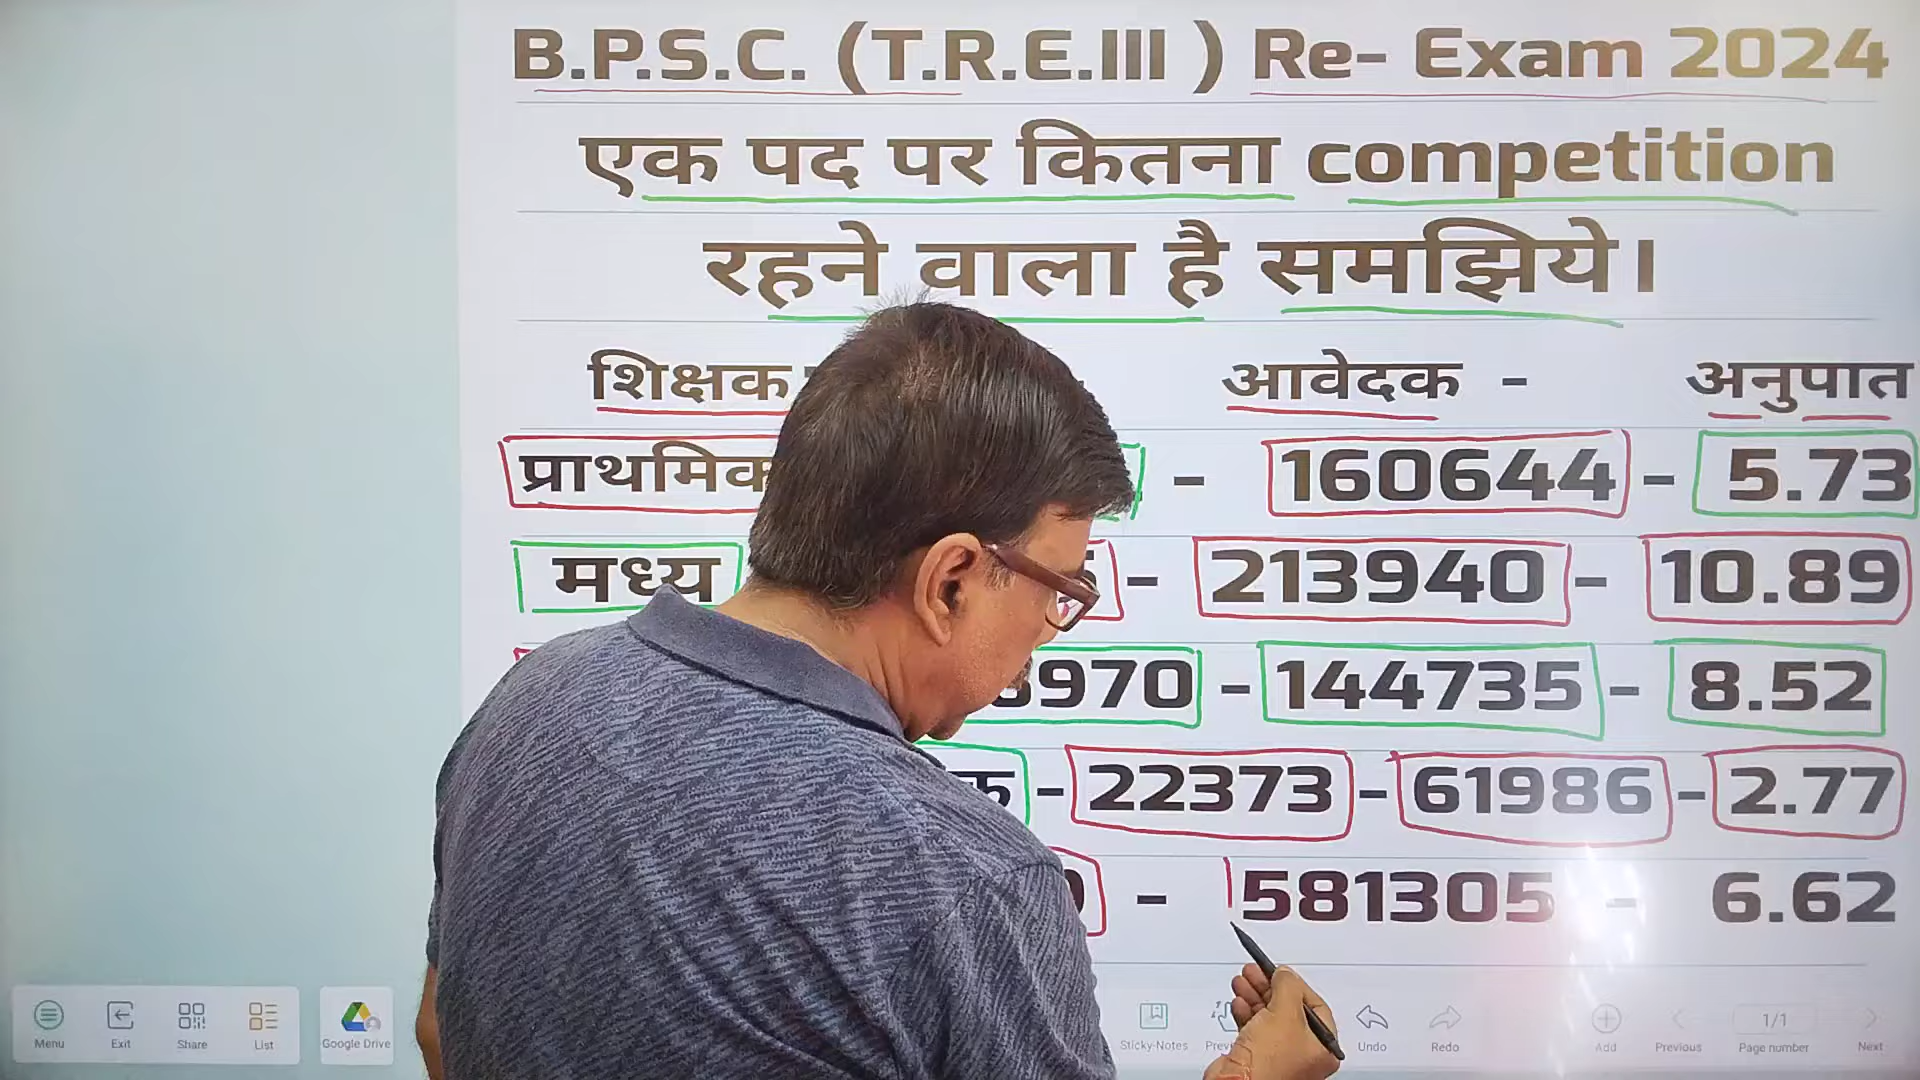 B.P.S.C. (T.R.E.III ) Re- Exam 2024
एक पद पर कितना competition
रहने वाला है समझिये।
शिक्षक - आवेदक - अनुपात
प्राथमिक - 160644 - 5.73
मध्य - 213940 - 10.89
- 144735 - 8.52
- 22373 - 61986 - 2.77
- 581305 - 6.62
Menu Exit Share List Google Drive Sticky-Notes Undo Redo Add Previous Page number Next
1/1